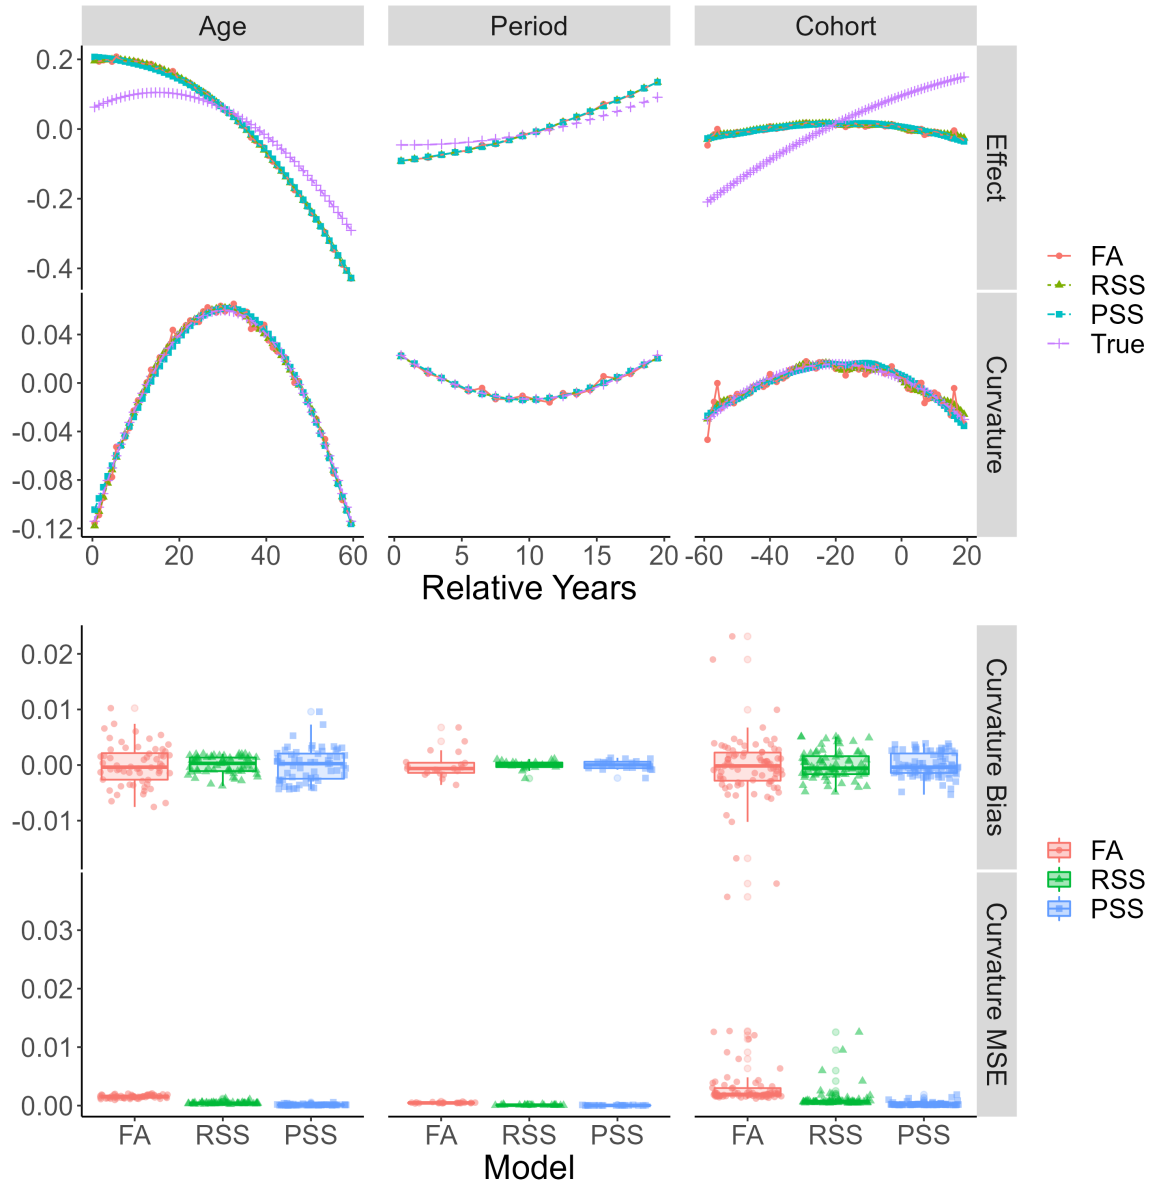 Age Period Cohort
0.2
0.0
-0.2
-0.4
Effect
0.04
0.00
-0.04
-0.08
-0.12
Curvature
0 20 40 60 0 5 10 15 20 -60 -40 -20 0 20
Relative Years
FA
RSS
PSS
True
0.02
0.01
0.00
-0.01
Curvature Bias
0.03
0.02
0.01
0.00
Curvature MSE
FA RSS PSS FA RSS PSS FA RSS PSS
Model
FA
RSS
PSS